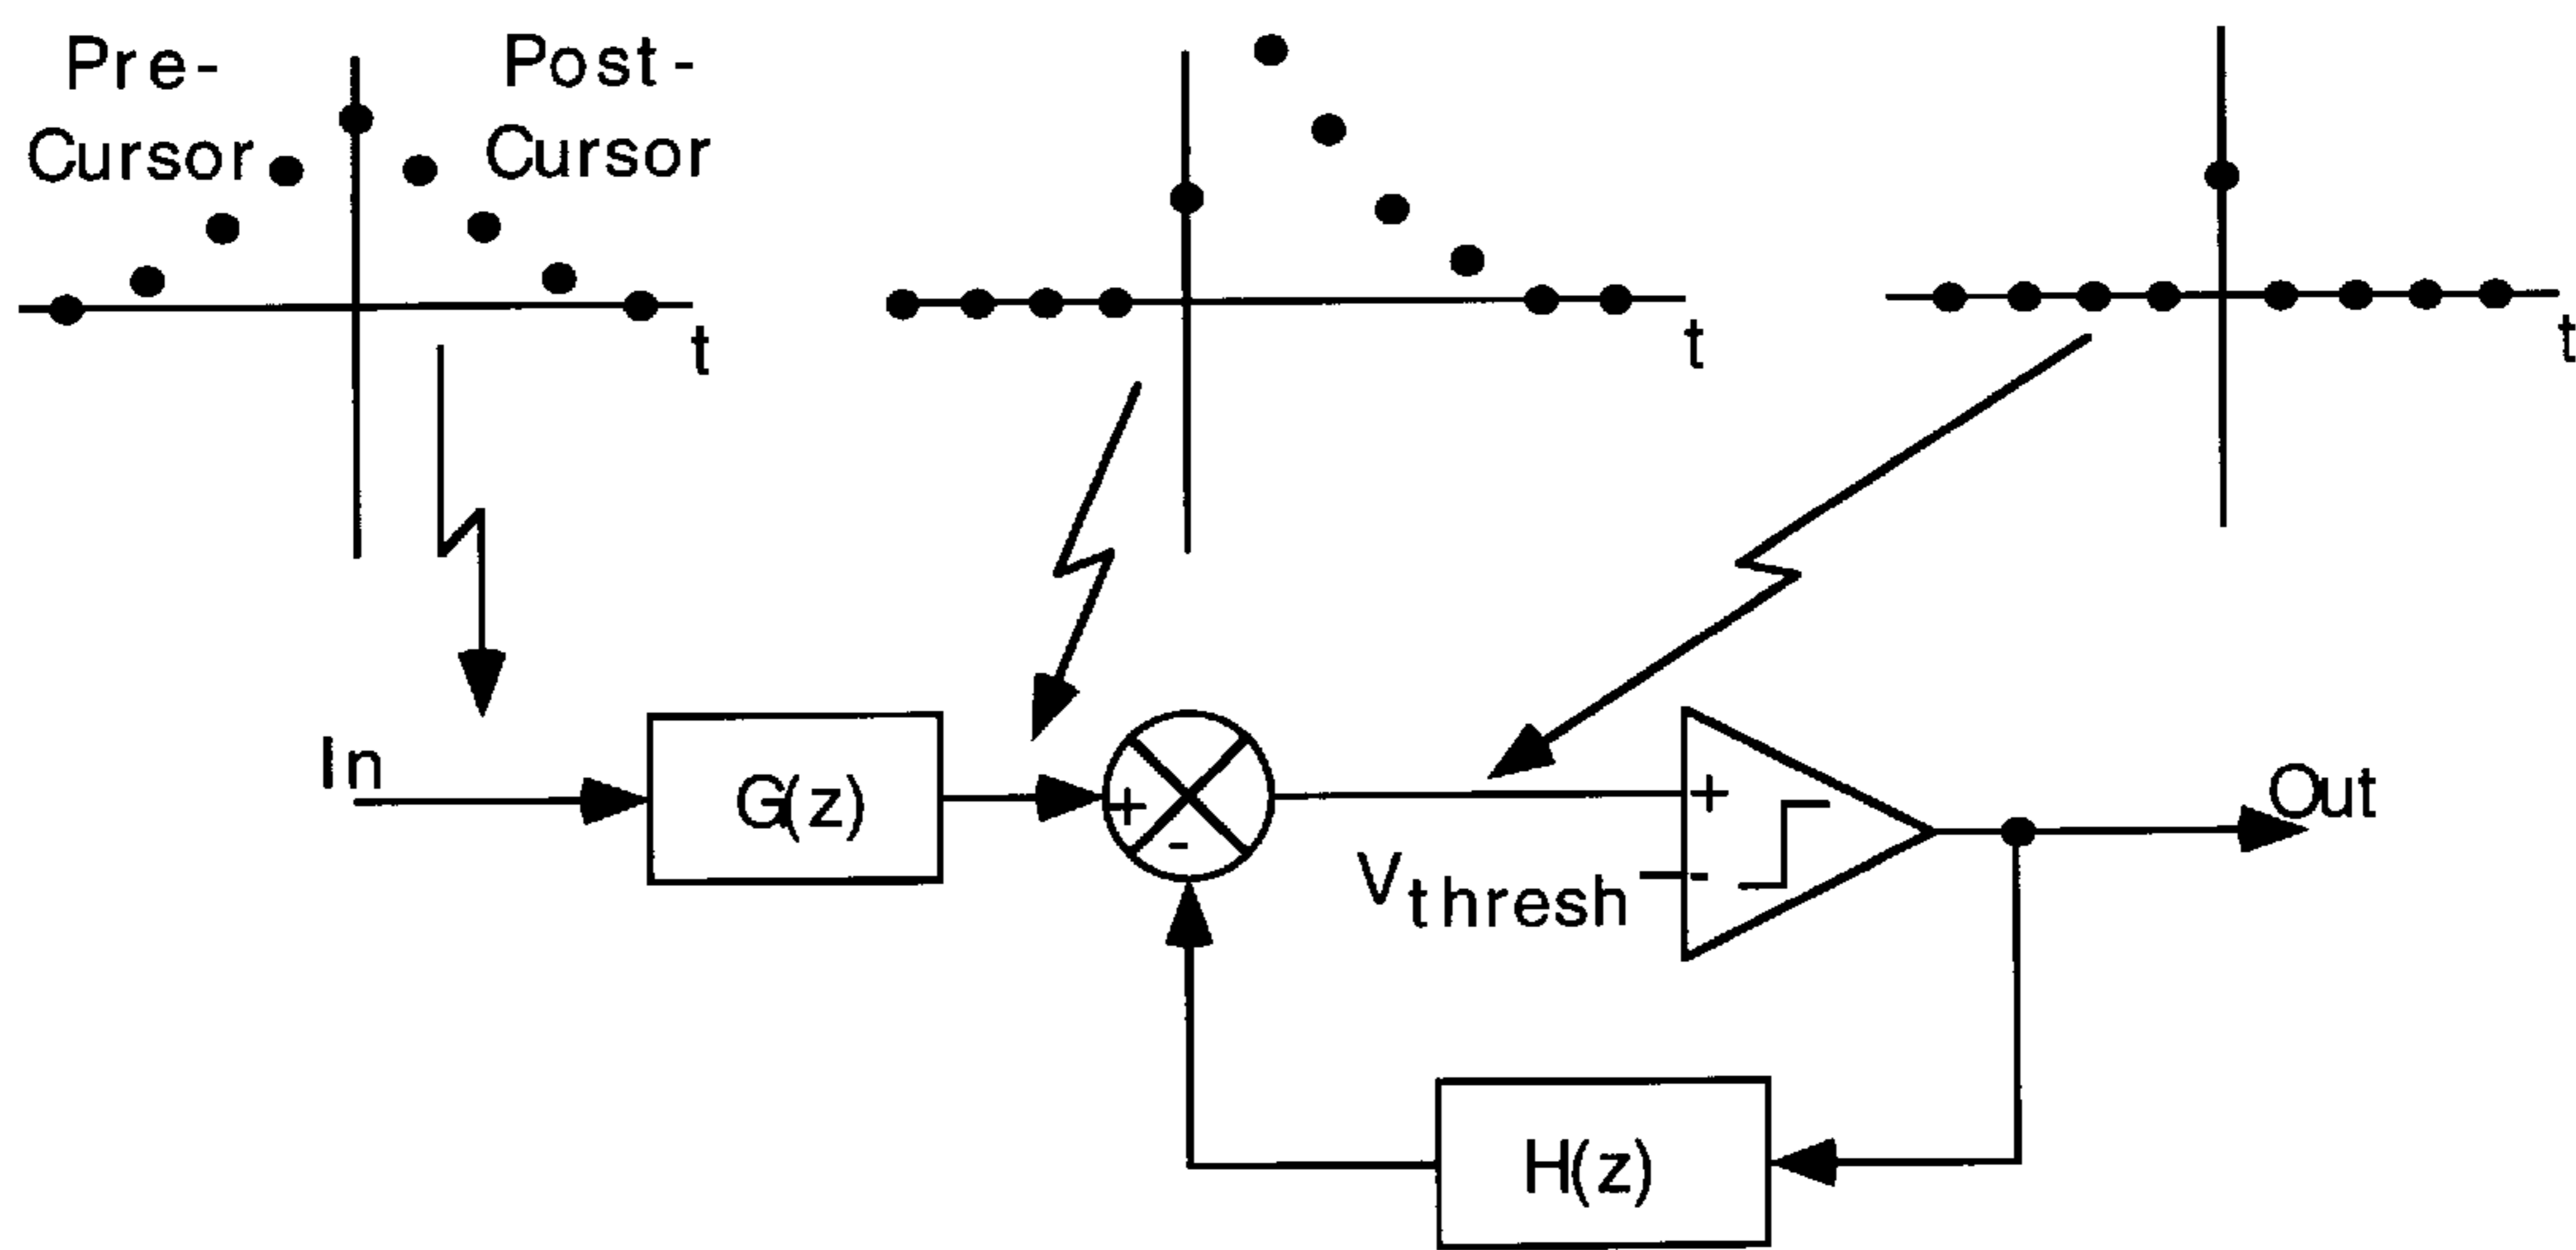 Pre-
Cursor
Post-
Cursor
t
t
t
In
G(z)
+
-
Vthresh
+
-
Out
H(z)